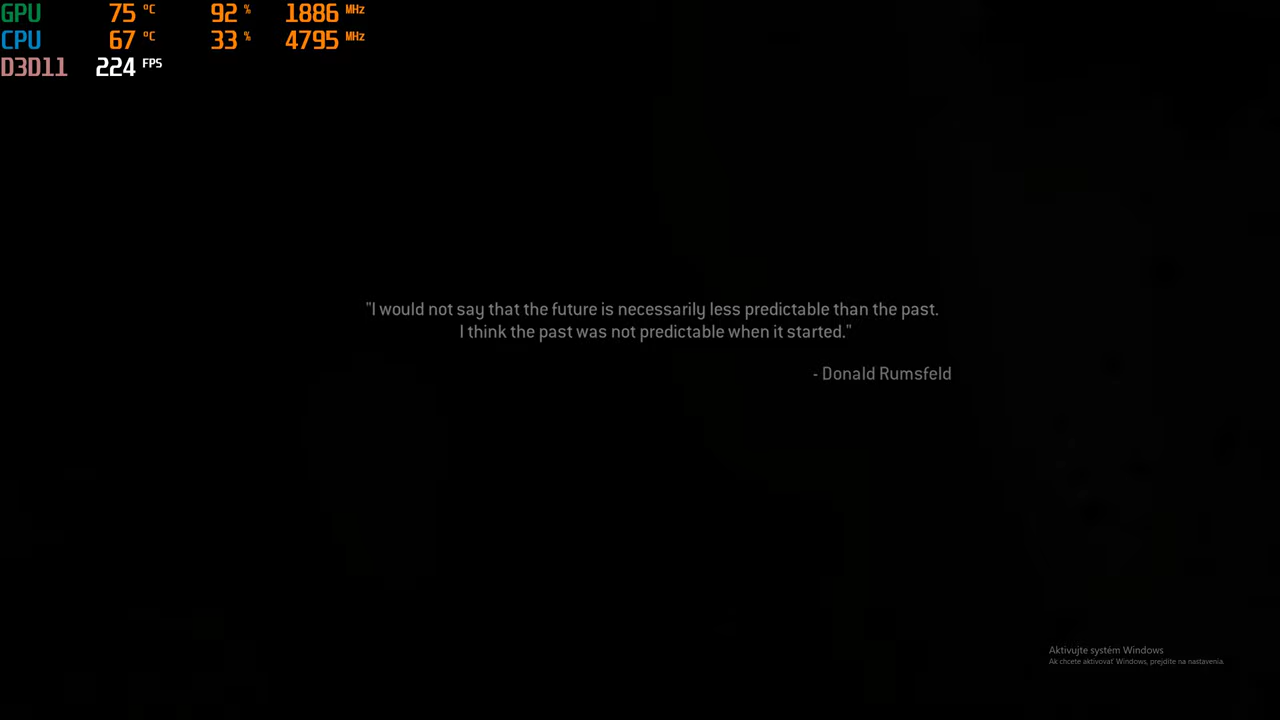 GPU 75 °C 92 % 1886 MHz
CPU 67 °C 33 % 4795 MHz
D3D11 224 FPS
"I would not say that the future is necessarily less predictable than the past.
I think the past was not predictable when it started."
- Donald Rumsfeld
Aktivujte systém Windows
Ak chcete aktivovať Windows, prejdite na nastavenia.